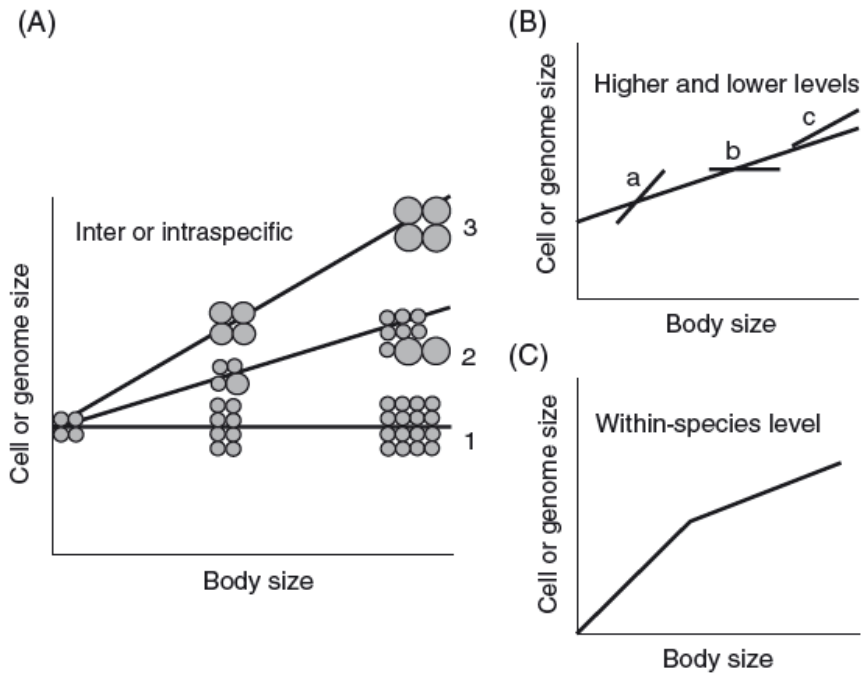 (A)
Inter or intraspecific
3
2
1
Cell or genome size
Body size
(B)
Higher and lower levels
a
b
c
Cell or genome size
Body size
(C)
Within-species level
Cell or genome size
Body size